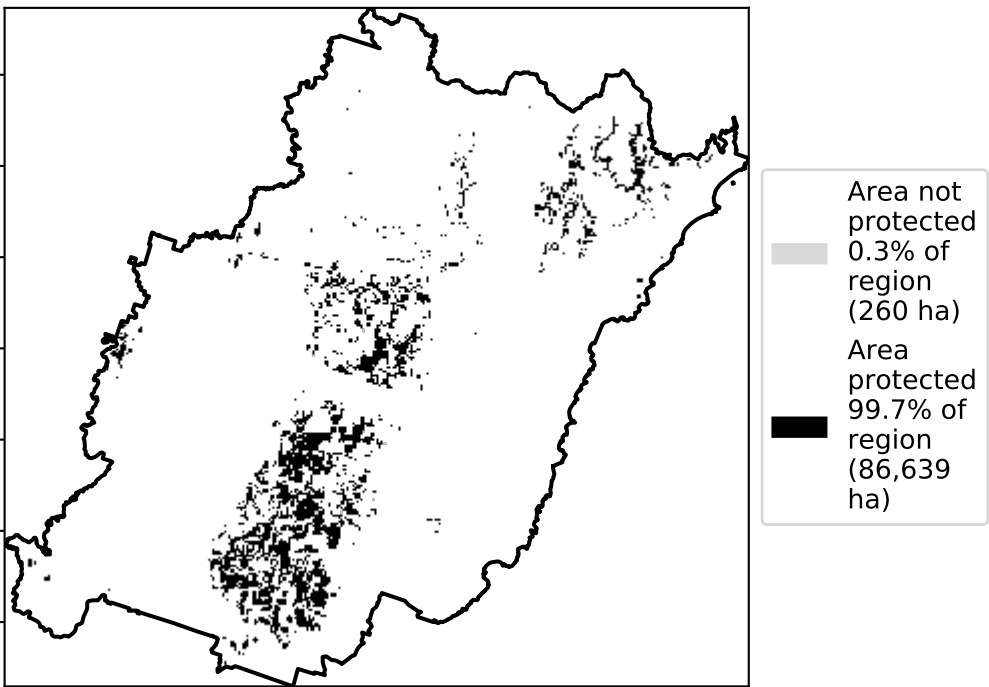 Area not
protected
0.3% of
region
(260 ha)
Area
protected
99.7% of
region
(86,639
ha)